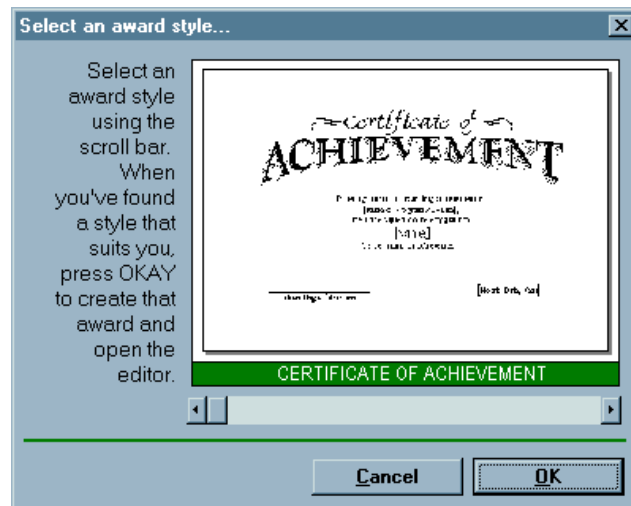 Select an award style...
Select an
award style
using the
scroll bar.
When
you've found
a style that
suits you,
press OKAY
to create that
award and
open the
editor.
Certificate of
ACHIEVEMENT
CERTIFICATE OF ACHIEVEMENT
Cancel
OK